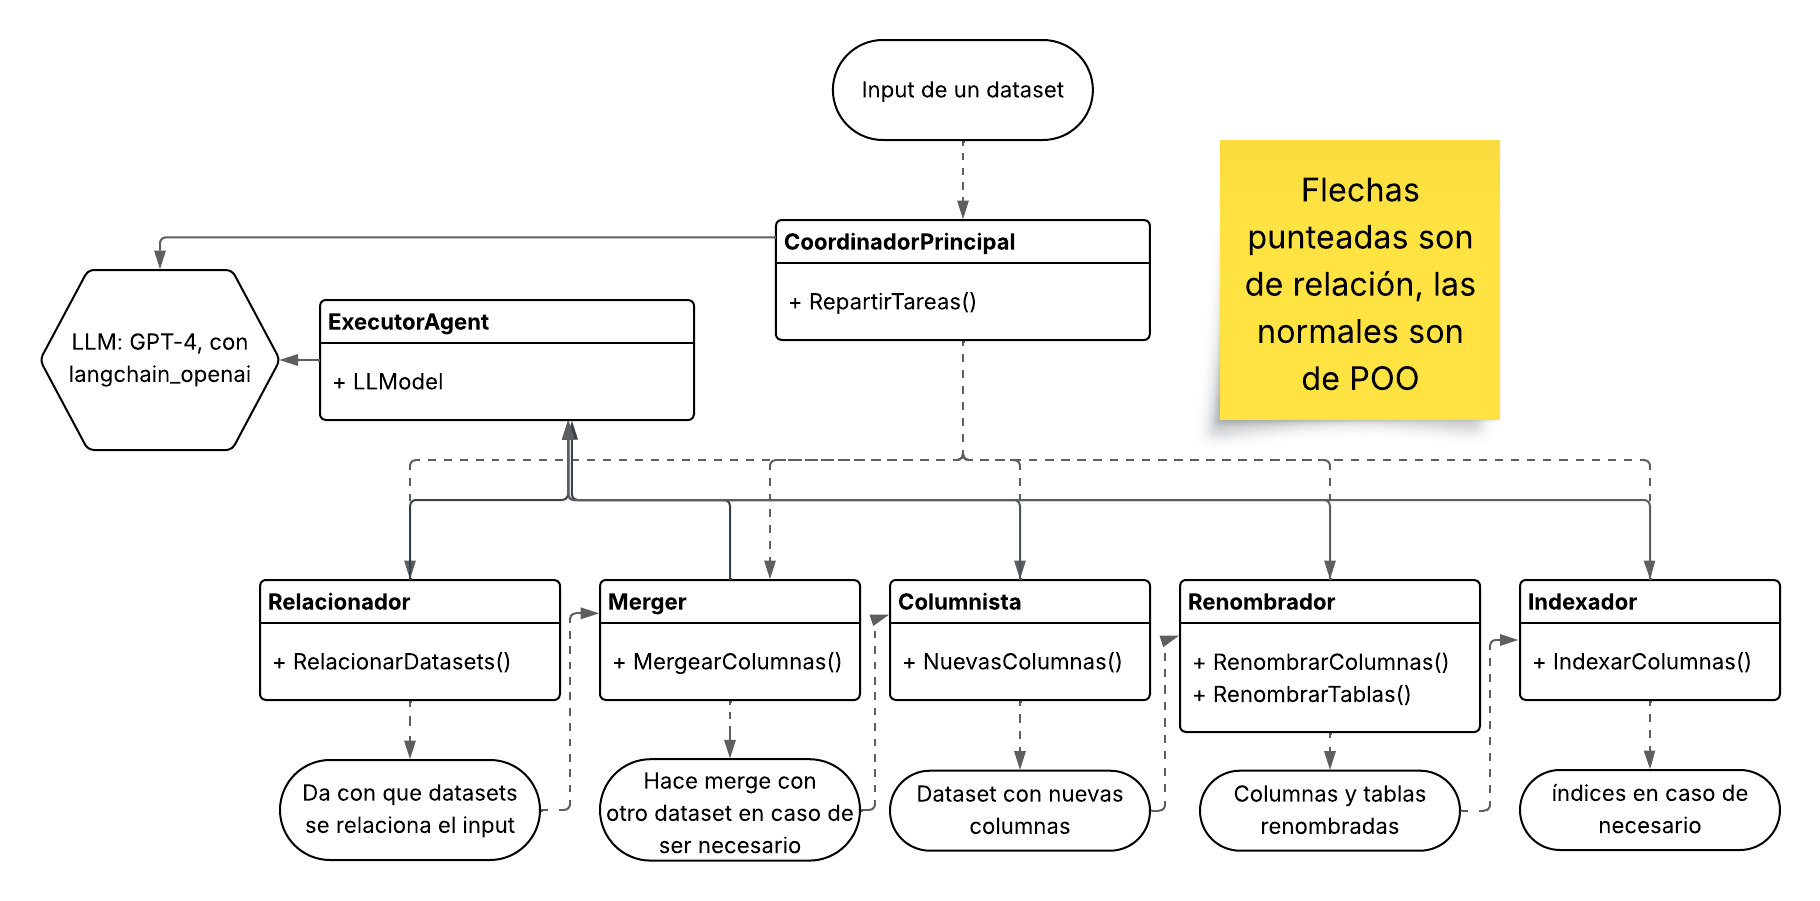 Input de un dataset
Flechas
punteadas son
de relación, las
normales son
de POO
CoordinadorPrincipal
+ RepartirTareas()
LLM: GPT-4, con
langchain_openai
ExecutorAgent
+ LLModel
Relacionador
+ RelacionarDatasets()
Merger
+ MergearColumnas()
Columnista
+ NuevasColumnas()
Renombrador
+ RenombrarColumnas()
+ RenombrarTablas()
Indexador
+ IndexarColumnas()
Da con que datasets
se relaciona el input
Hace merge con
otro dataset en caso de
ser necesario
Dataset con nuevas
columnas
Columnas y tablas
renombradas
índices en caso de
necesario